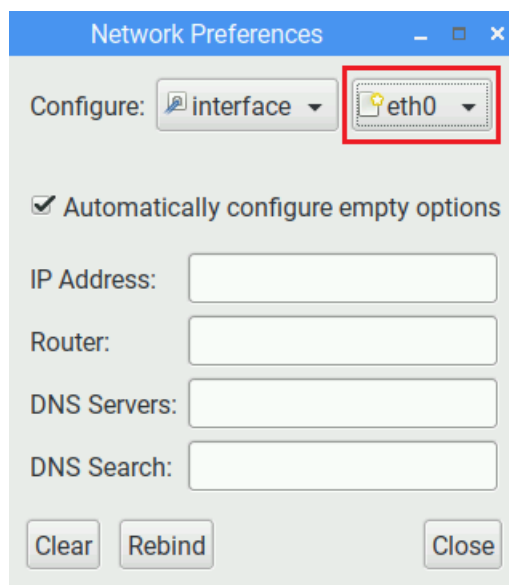 Network Preferences
Configure: interface eth0
Automatically configure empty options
IP Address:
Router:
DNS Servers:
DNS Search:
Clear Rebind Close